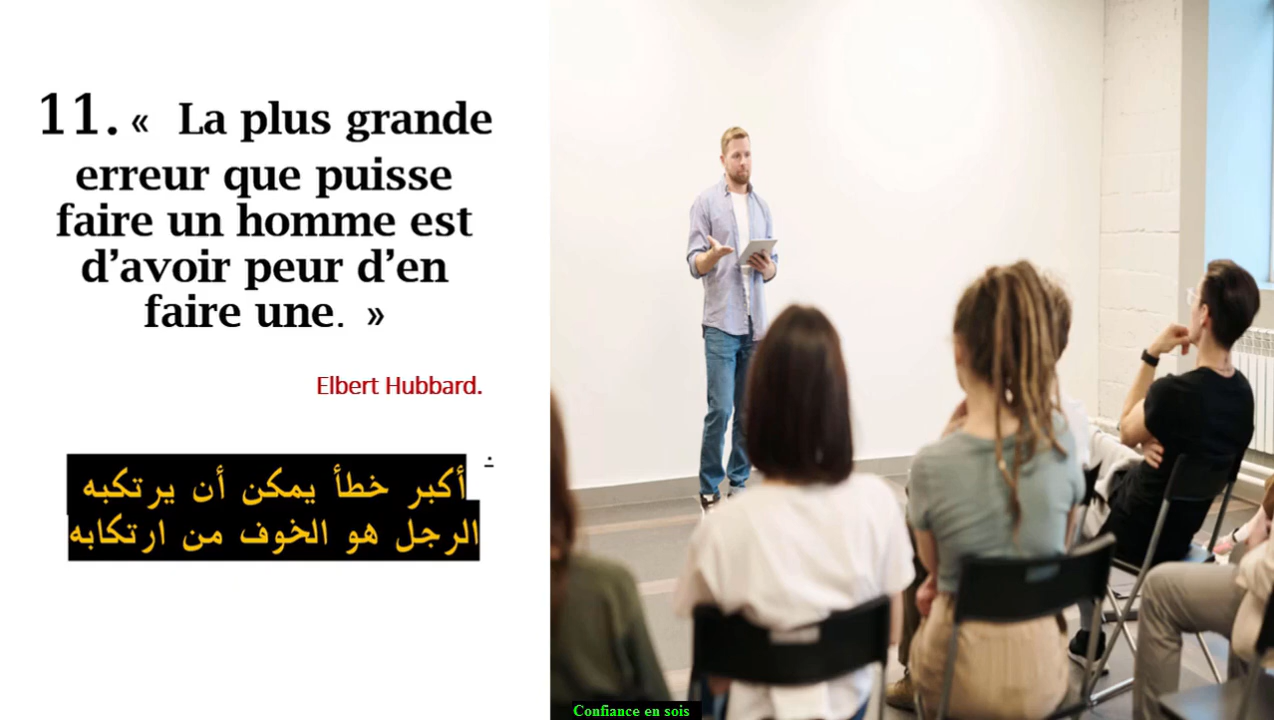 11. « La plus grande
erreur que puisse
faire un homme est
d’avoir peur d’en
faire une. »
Elbert Hubbard.
أكبر خطأ يمكن أن يرتكبه
الرجل هو الخوف من ارتكابه
Confiance en sois